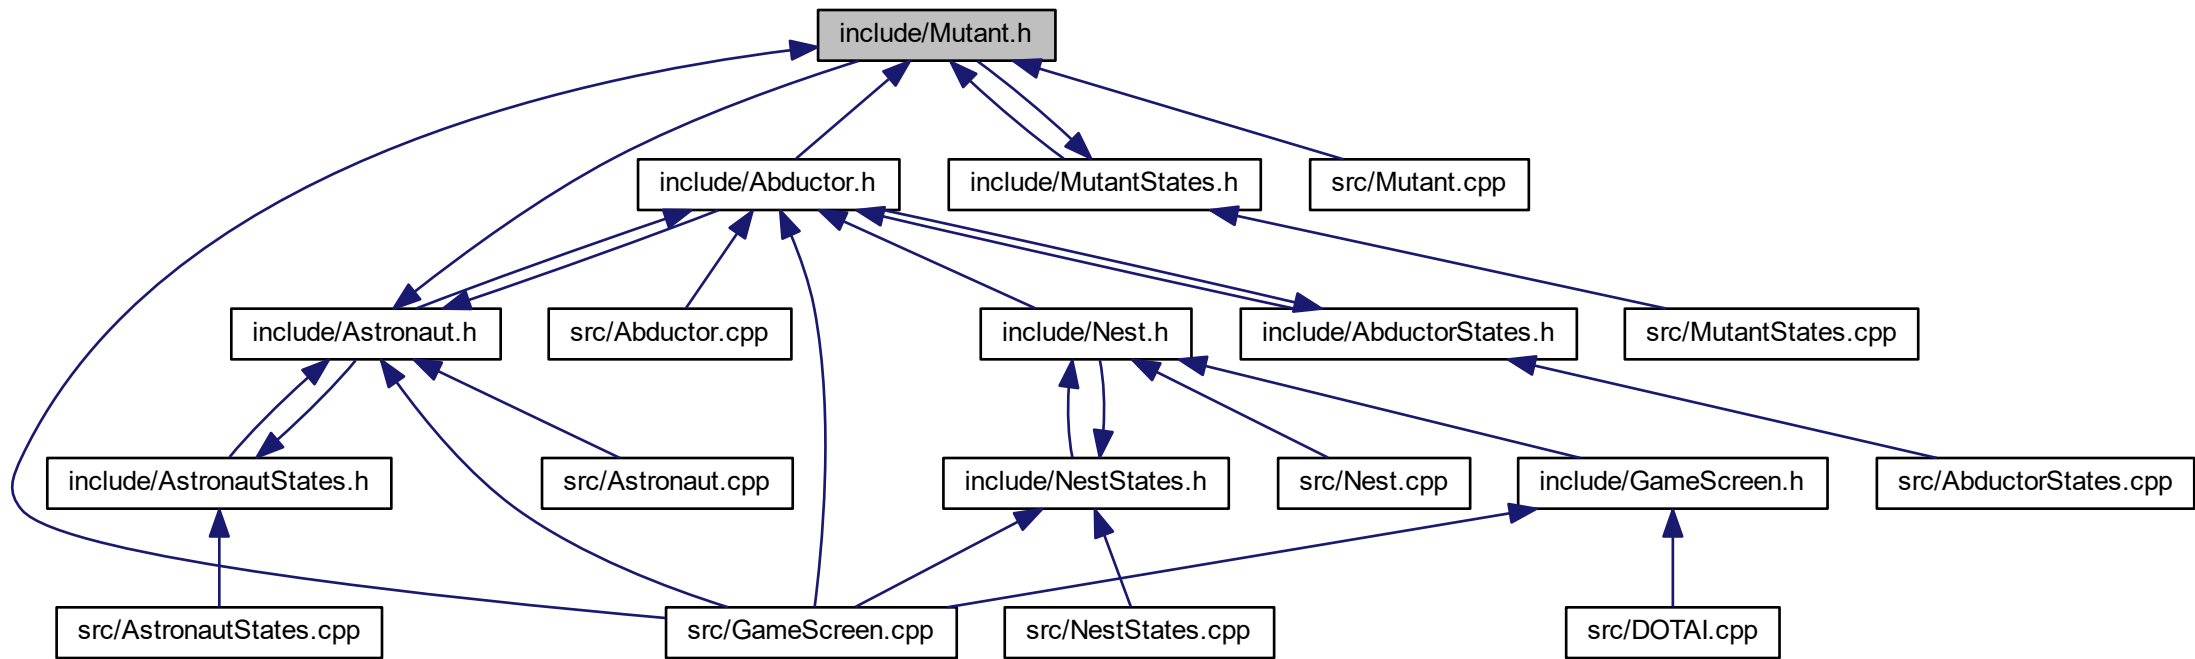 include/Mutant.h
include/Abductor.h
include/MutantStates.h
src/Mutant.cpp
include/Astronaut.h
src/Abductor.cpp
include/Nest.h
include/AbductorStates.h
src/MutantStates.cpp
include/AstronautStates.h
src/Astronaut.cpp
include/NestStates.h
src/Nest.cpp
include/GameScreen.h
src/AbductorStates.cpp
src/AstronautStates.cpp
src/GameScreen.cpp
src/NestStates.cpp
src/DOTAI.cpp